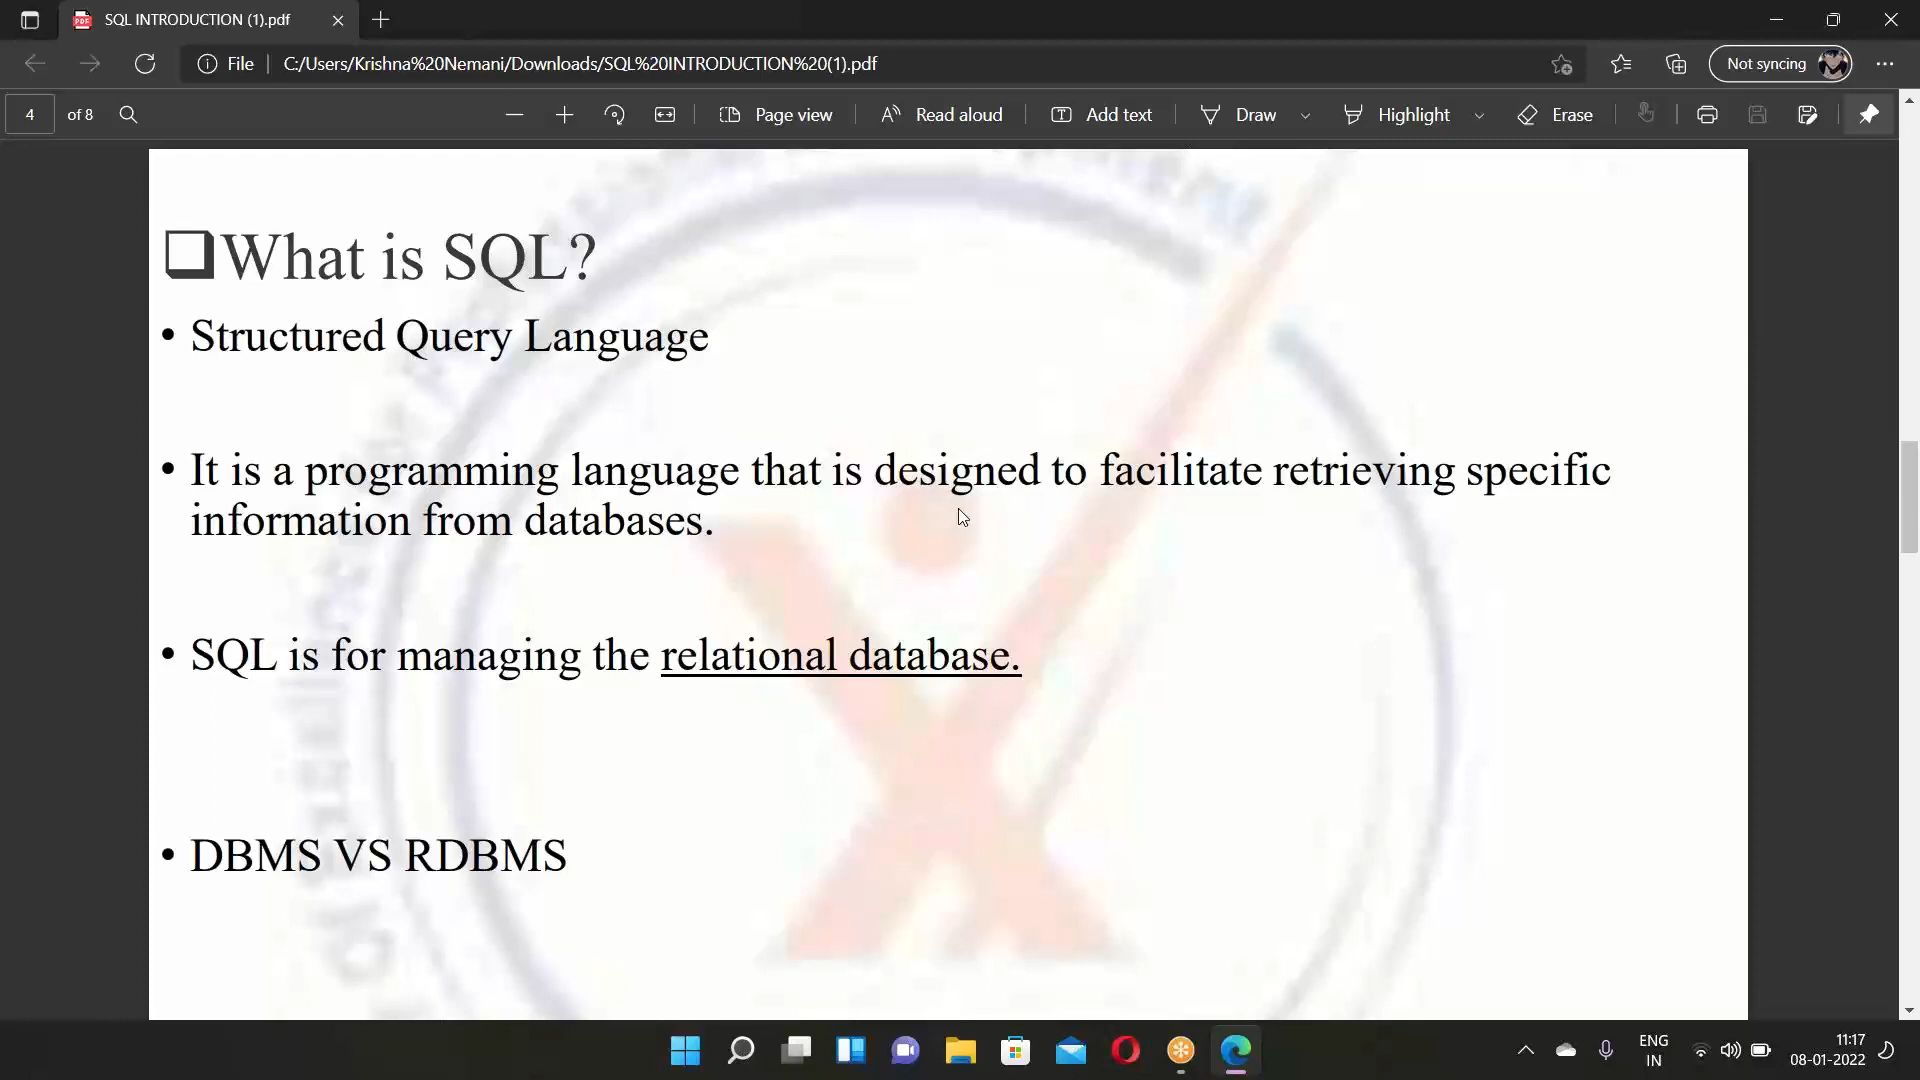 SQL INTRODUCTION (1).pdf
File
C:/Users/Krishna%20Nemani/Downloads/SQL%20INTRODUCTION%20(1).pdf
Not syncing
4 of 8
Page view
Read aloud
Add text
Draw
Highlight
Erase
❑What is SQL?
• Structured Query Language
• It is a programming language that is designed to facilitate retrieving specific
information from databases.
• SQL is for managing the relational database.
• DBMS VS RDBMS
ENG
IN
11:17
08-01-2022